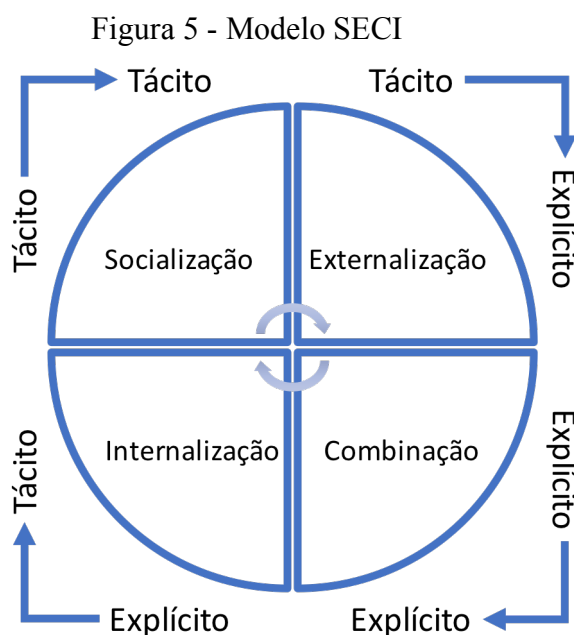 Figura 5 - Modelo SECI
Tácito
Tácito
Tácito
Explícito
Socialização
Externalização
Internalização
Combinação
Tácito
Explícito
Explícito
Explícito